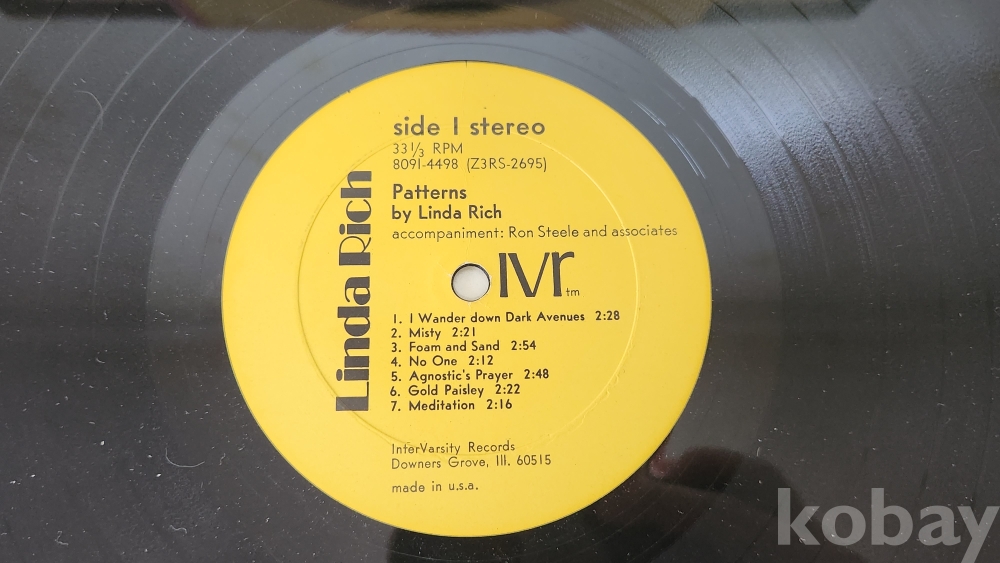 side 1 stereo
33 1/3 RPM
8091-4498 (Z3RS-2695)
Patterns
by Linda Rich
accompaniment: Ron Steele and associates
Linda Rich
IVr tm
1. I Wander down Dark Avenues 2:28
2. Misty 2:21
3. Foam and Sand 2:54
4. No One 2:12
5. Agnostic's Prayer 2:48
6. Gold Paisley 2:22
7. Meditation 2:16
InterVarsity Records
Downers Grove, Ill. 60515
made in u.s.a.
kobay